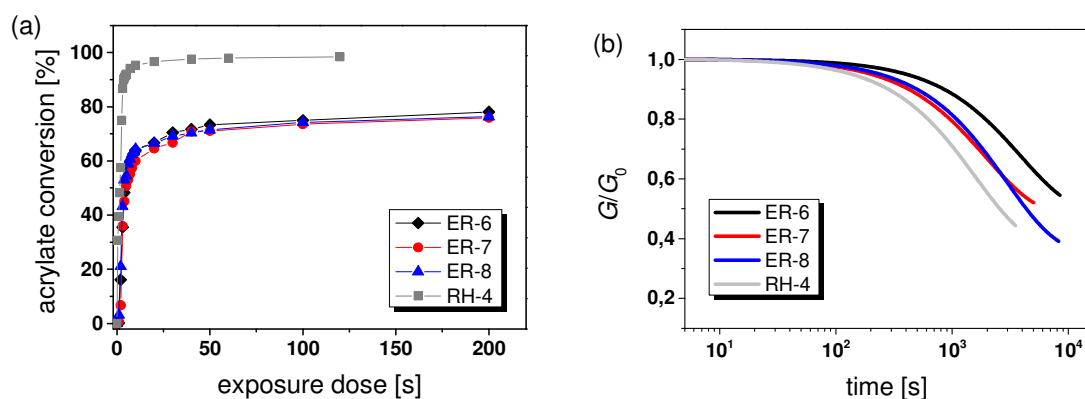 (a)
acrylate conversion [%]
100
80
60
40
20
0
ER-6
ER-7
ER-8
RH-4
0
50
100
150
200
exposure dose [s]
(b)
G/G₀
1,0
0,8
0,6
0,4
0,2
ER-6
ER-7
ER-8
RH-4
10¹
10²
10³
10⁴
time [s]